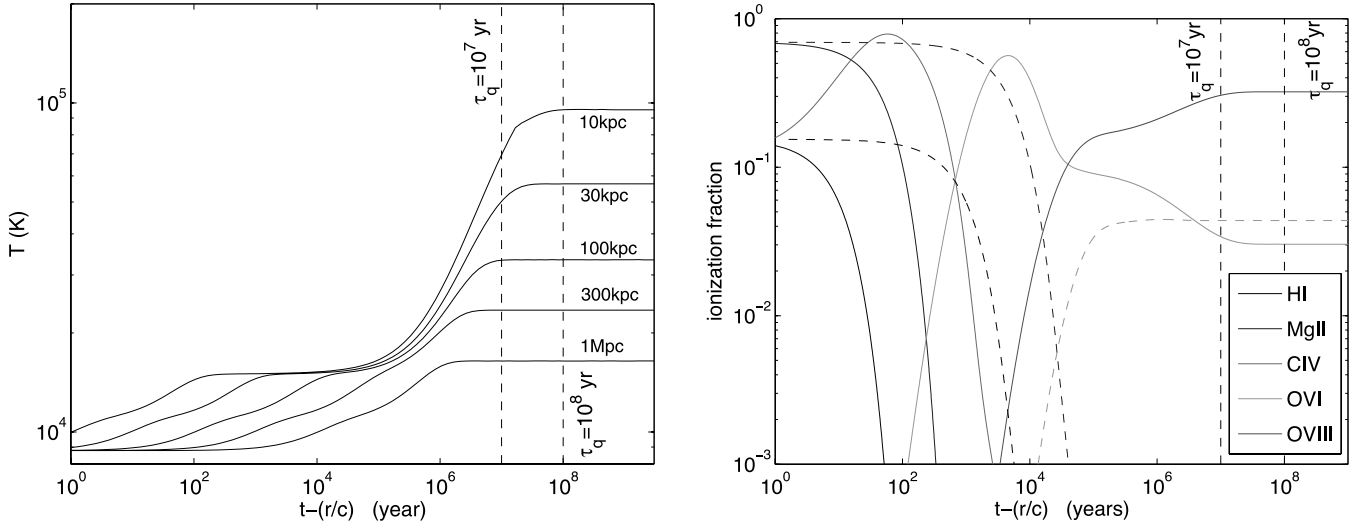 10^5
10^4
T (K)
τ_q=10^7 yr
τ_q=10^8 yr
10kpc
30kpc
100kpc
300kpc
1Mpc
10^0 10^2 10^4 10^6 10^8
t−(r/c) (year)
10^0
10^-1
10^-2
10^-3
ionization fraction
τ_q=10^7 yr
τ_q=10^8 yr
HI
MgII
CIV
OVI
OVIII
10^0 10^2 10^4 10^6 10^8
t−(r/c) (years)